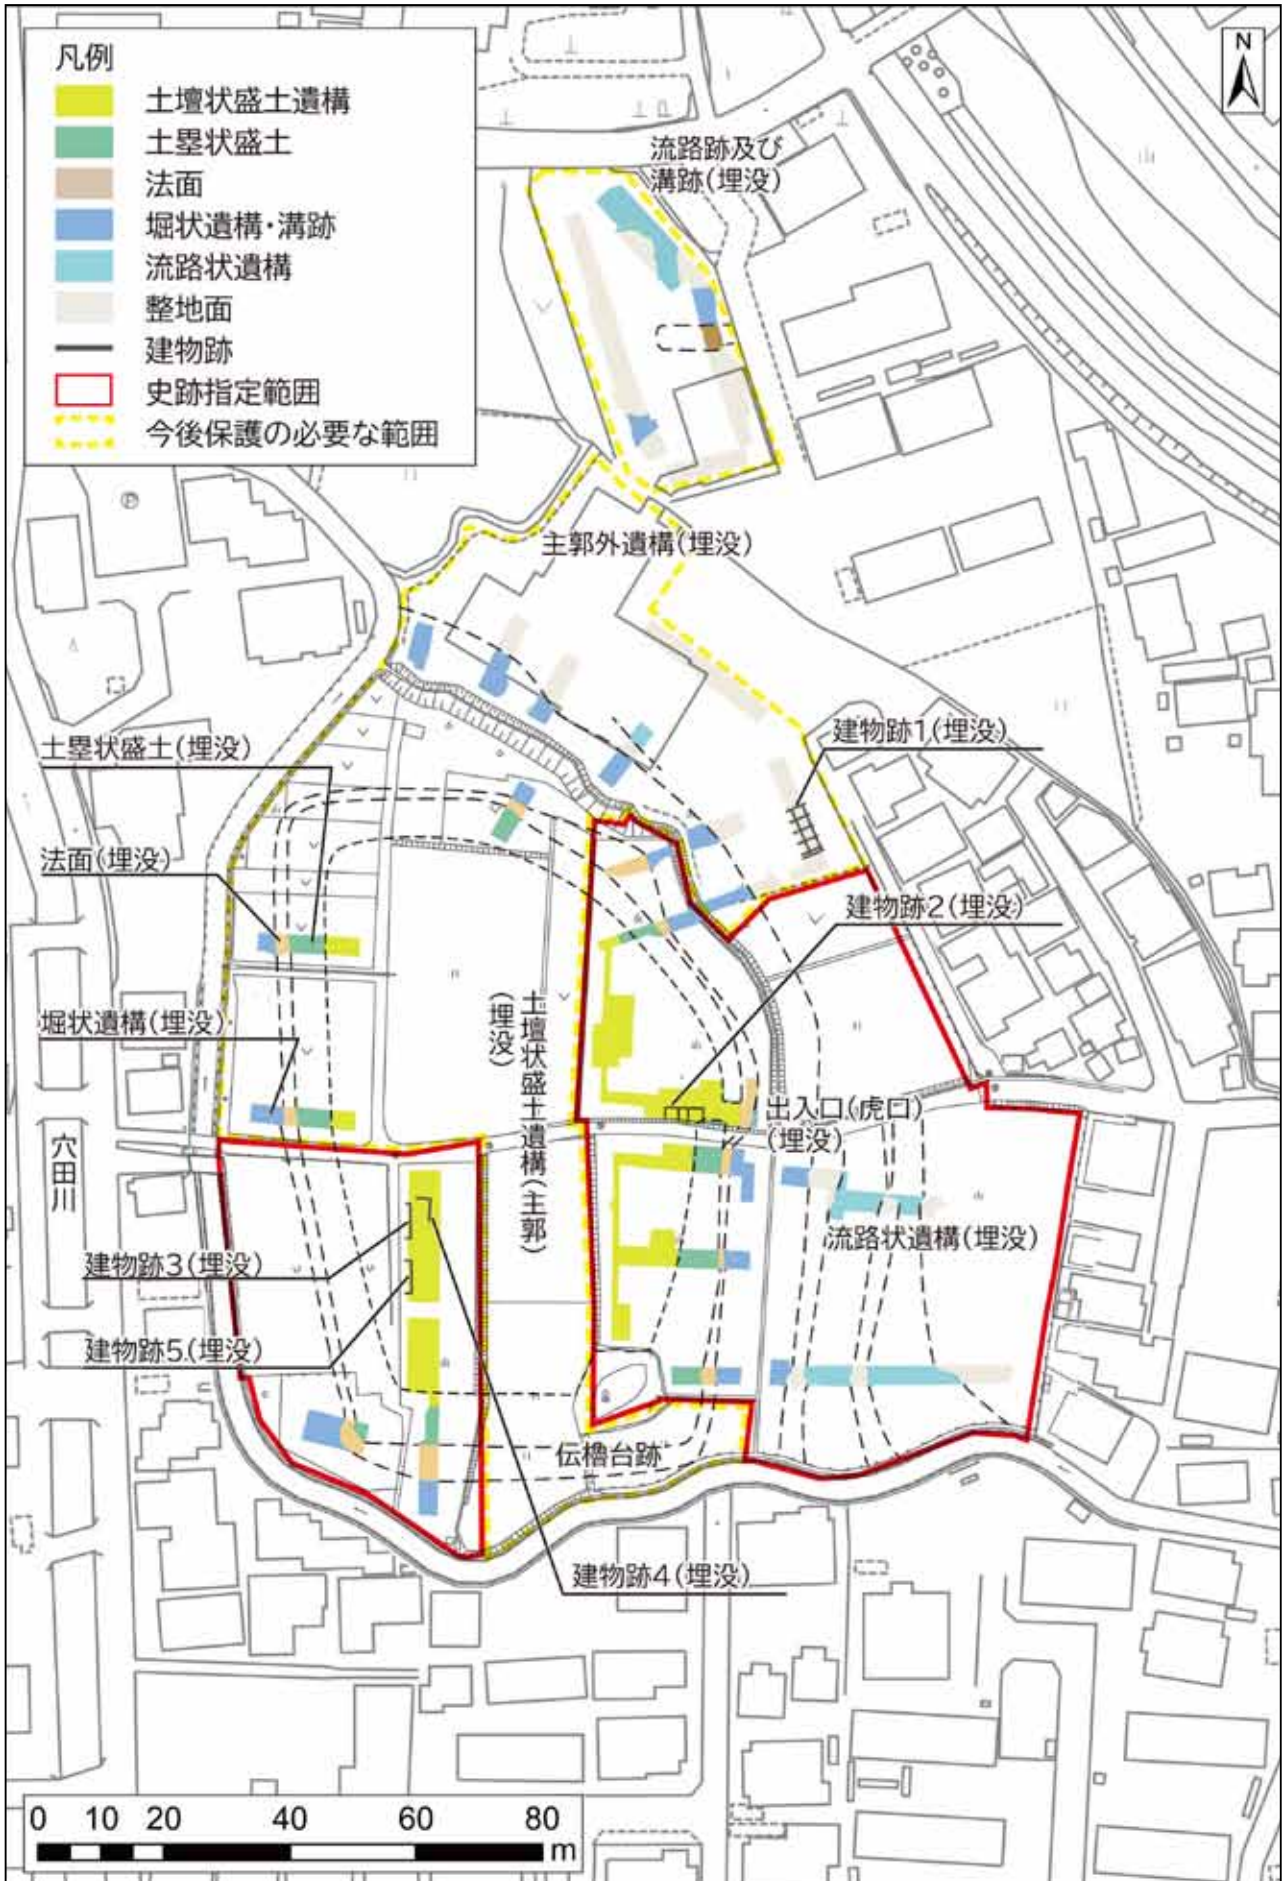 凡例
土壇状盛土遺構
土塁状盛土
法面
堀状遺構・溝跡
流路状遺構
整地面
建物跡
史跡指定範囲
今後保護の必要な範囲
N
流路跡及び
溝跡(埋没)
主郭外遺構(埋没)
建物跡1(埋没)
土塁状盛土(埋没)
法面(埋没)
建物跡2(埋没)
堀状遺構(埋没)
土壇状盛土遺構(主郭)
(埋没)
出入口(虎口)
(埋没)
穴田川
流路状遺構(埋没)
建物跡3(埋没)
建物跡5(埋没)
伝櫓台跡
建物跡4(埋没)
0 10 20 40 60 80
m